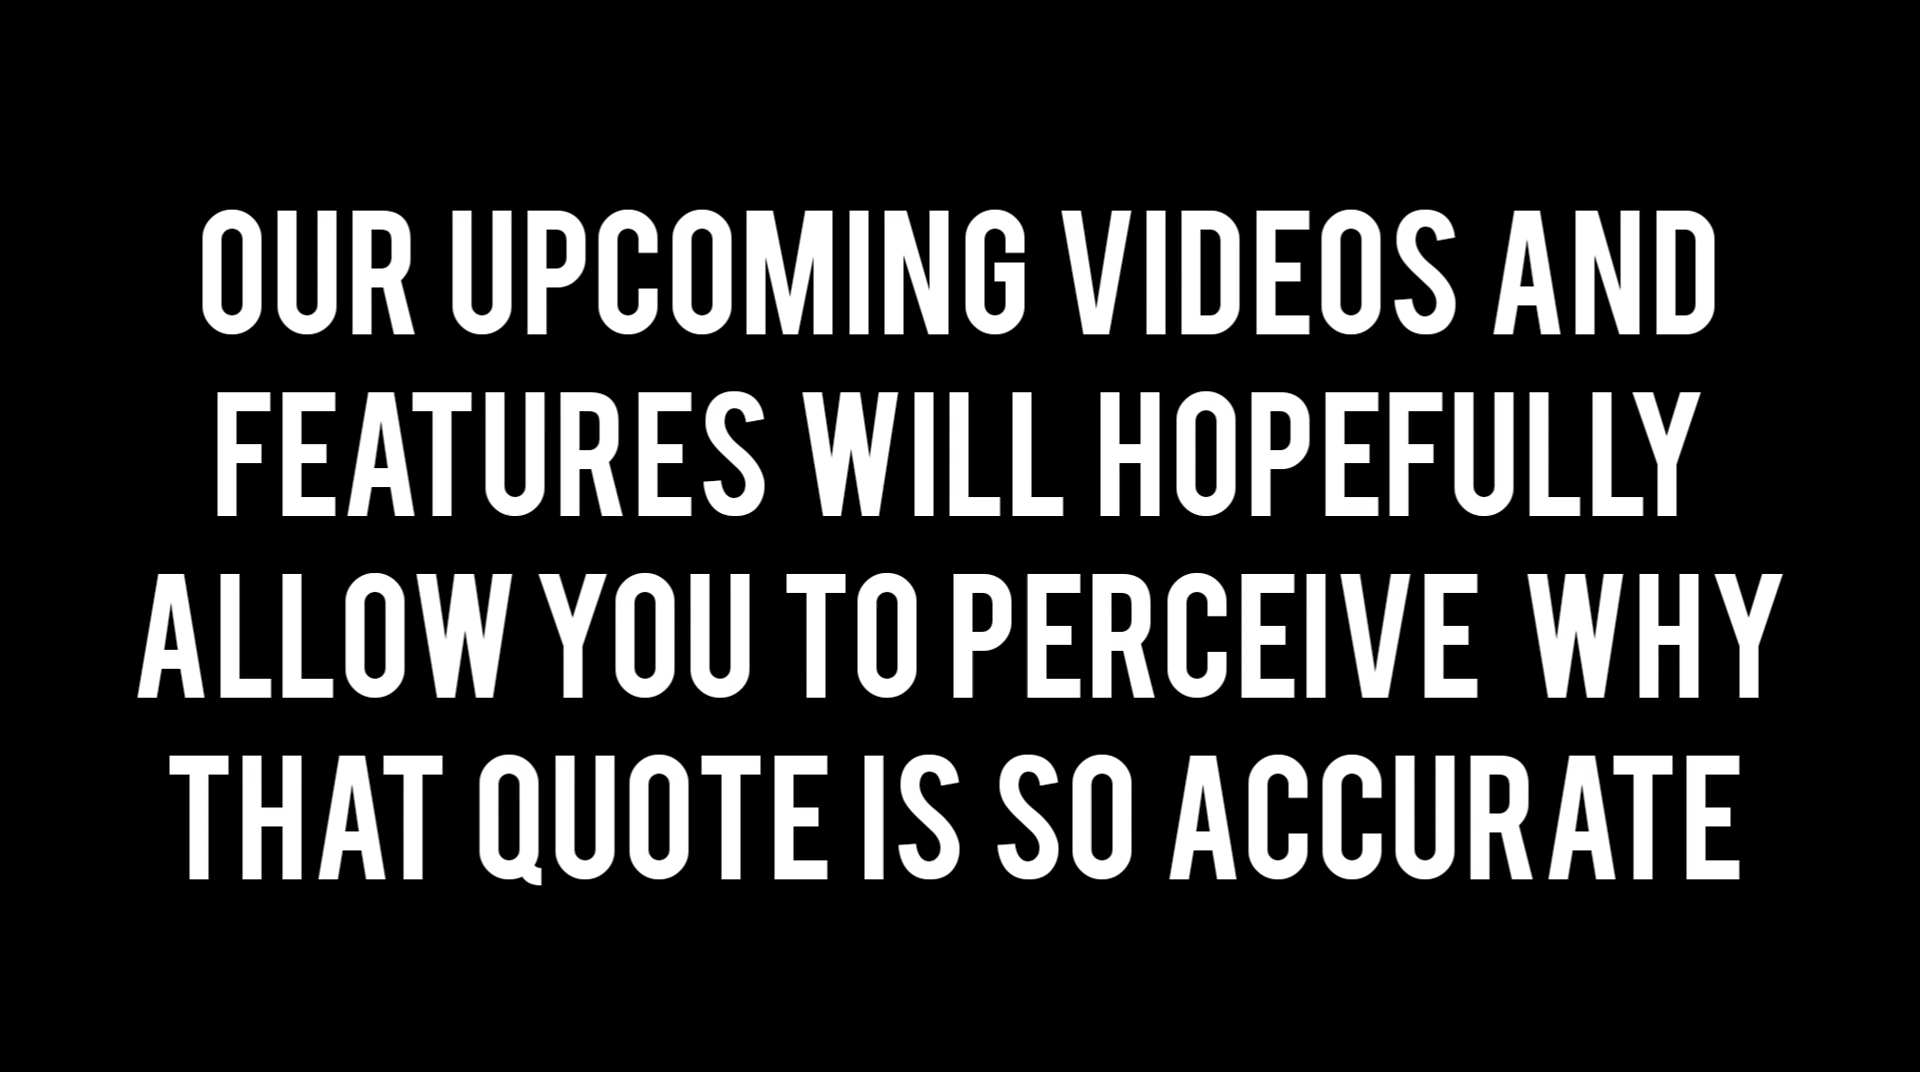 OUR UPCOMING VIDEOS AND
FEATURES WILL HOPEFULLY
ALLOW YOU TO PERCEIVE WHY
THAT QUOTE IS SO ACCURATE